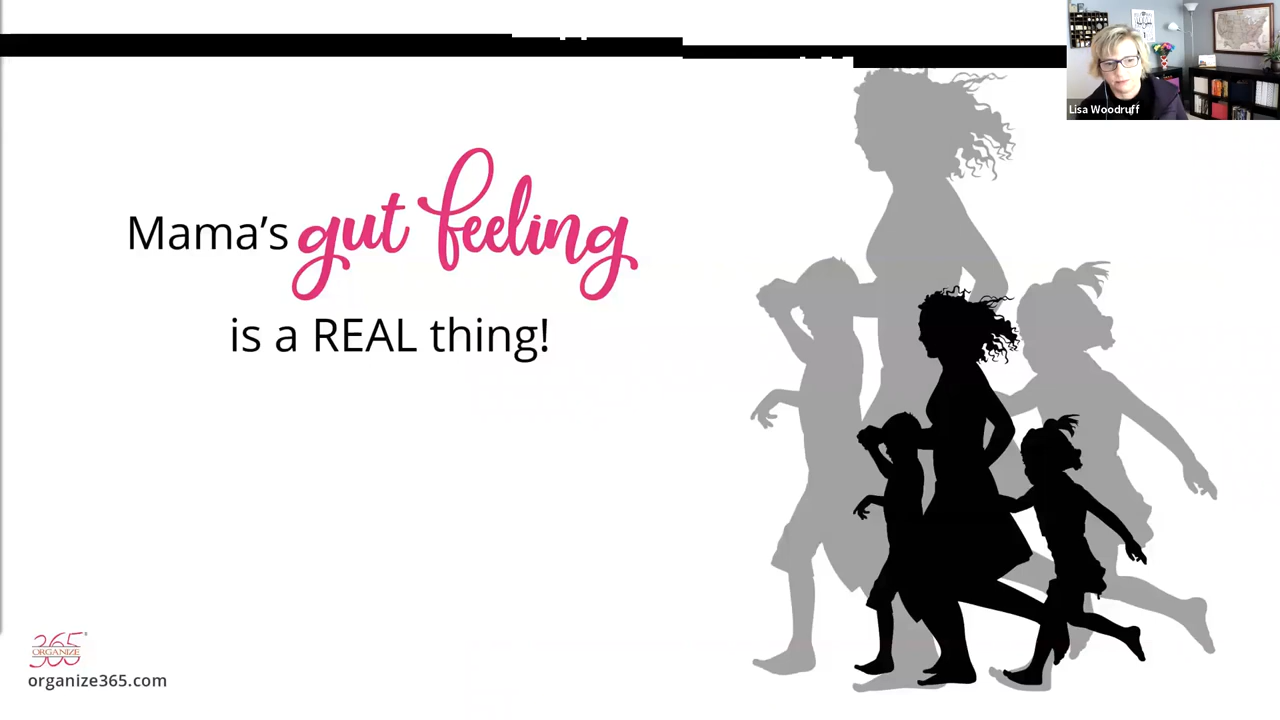 Lisa Woodruff
Mama's gut feeling
is a REAL thing!
365®
ORGANIZE
organize365.com